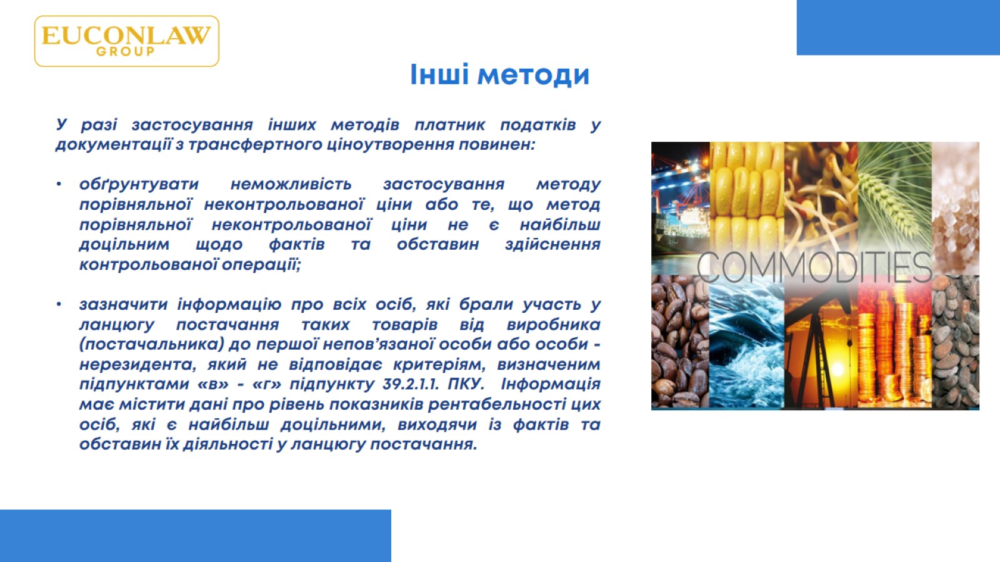 EUCONLAW
GROUP
Інші методи
У разі застосування інших методів платник податків у
документації з трансфертного ціноутворення повинен:
• обґрунтувати неможливість застосування методу
порівняльної неконтрольованої ціни або те, що метод
порівняльної неконтрольованої ціни не є найбільш
доцільним щодо фактів та обставин здійснення
контрольованої операції;
• зазначити інформацію про всіх осіб, які брали участь у
ланцюгу постачання таких товарів від виробника
(постачальника) до першої непов’язаної особи або особи -
нерезидента, який не відповідає критеріям, визначеним
підпунктами «в» - «г» підпункту 39.2.1.1. ПКУ. Інформація
має містити дані про рівень показників рентабельності цих
осіб, які є найбільш доцільними, виходячи із фактів та
обставин їх діяльності у ланцюгу постачання.
COMMODITIES